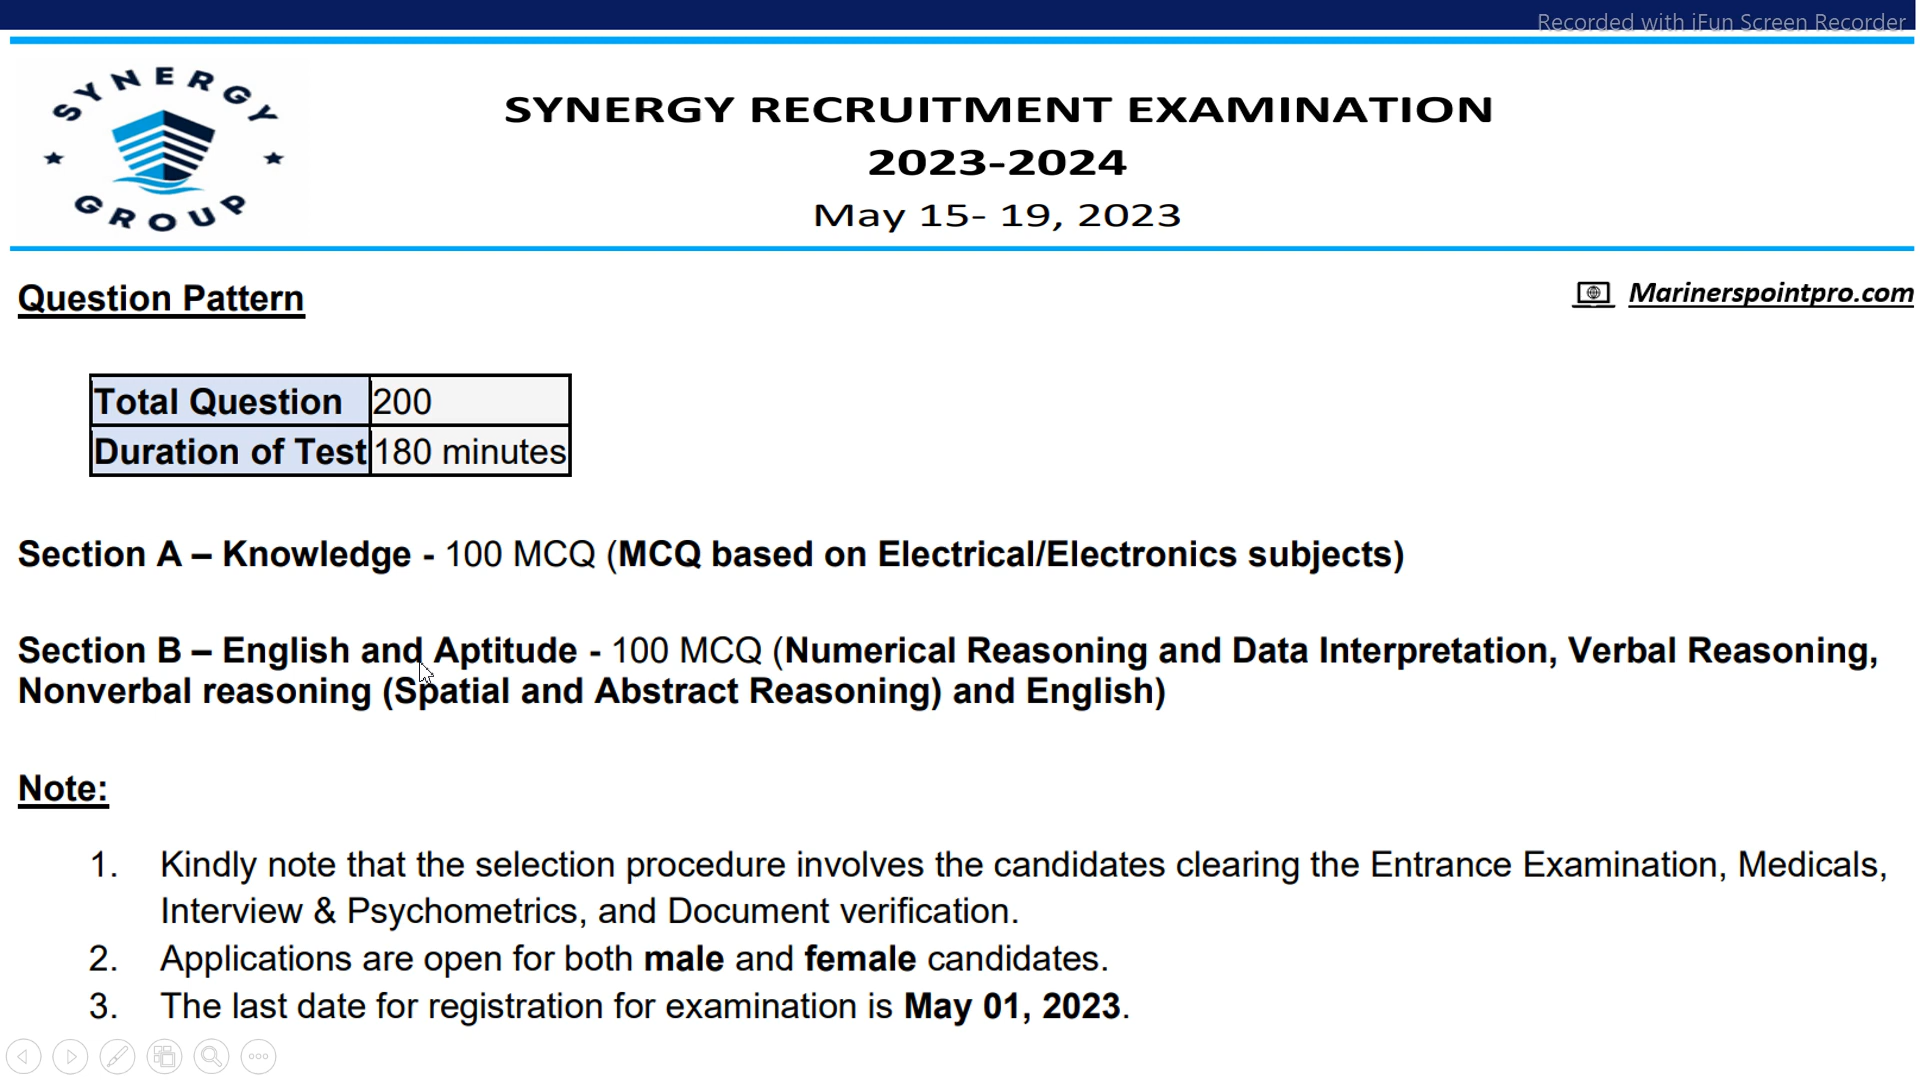 Recorded with iFun Screen Recorder
SYNERGY
GROUP
SYNERGY RECRUITMENT EXAMINATION
2023-2024
May 15- 19, 2023
Question Pattern
Marinerspointpro.com
Total Question 200
Duration of Test 180 minutes
Section A – Knowledge - 100 MCQ (MCQ based on Electrical/Electronics subjects)
Section B – English and Aptitude - 100 MCQ (Numerical Reasoning and Data Interpretation, Verbal Reasoning,
Nonverbal reasoning (Spatial and Abstract Reasoning) and English)
Note:
1. Kindly note that the selection procedure involves the candidates clearing the Entrance Examination, Medicals,
Interview & Psychometrics, and Document verification.
2. Applications are open for both male and female candidates.
3. The last date for registration for examination is May 01, 2023.